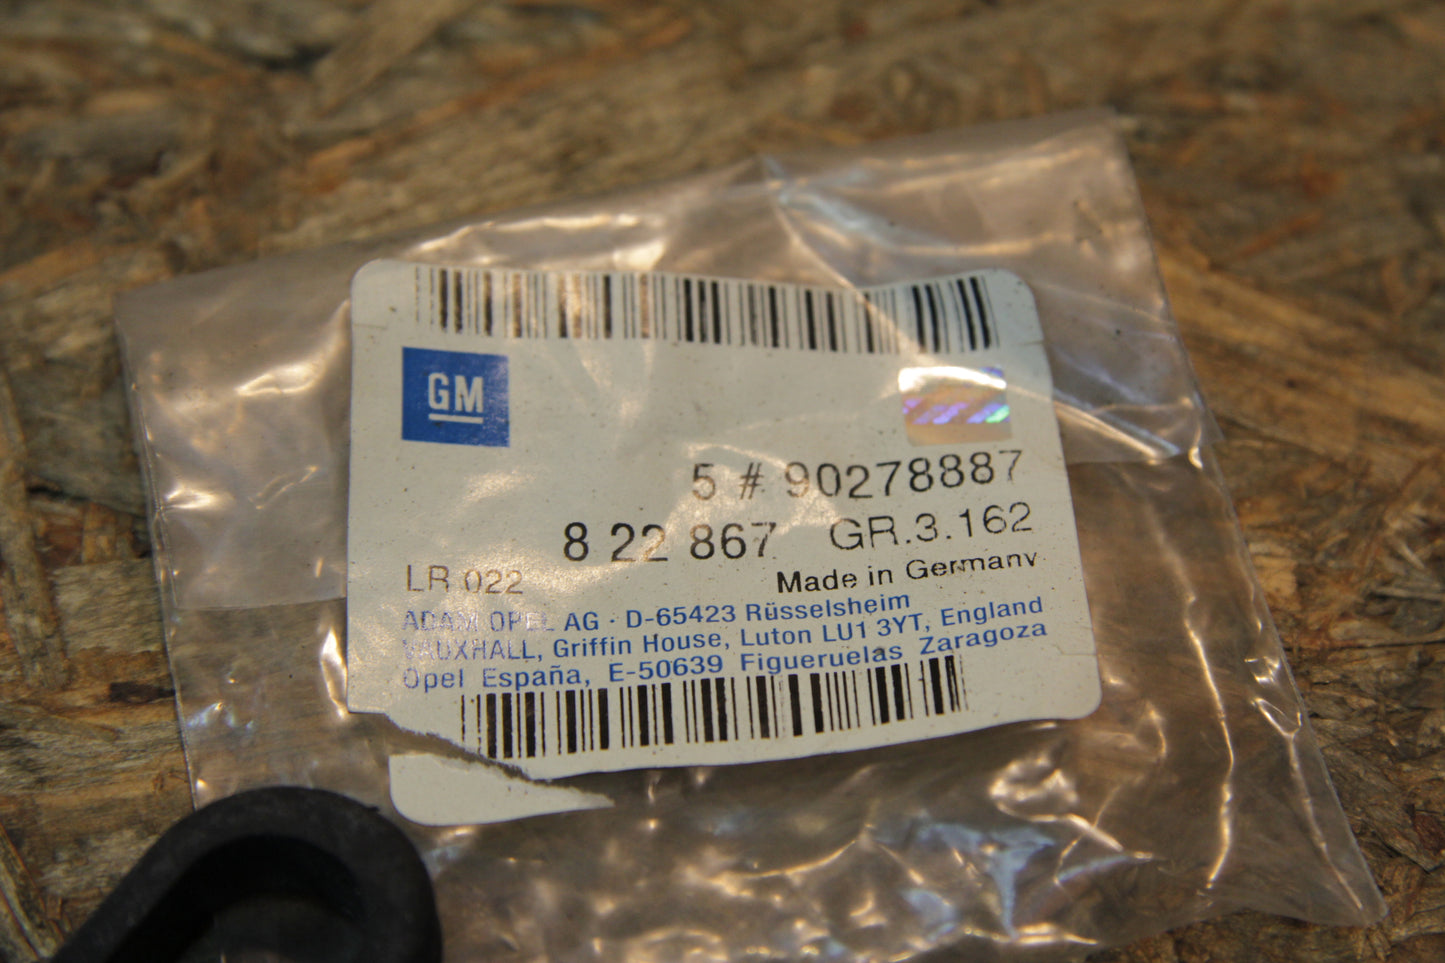 GM
5 # 90278887
8 22 867 GR.3.162
LR 022 Made in Germany
ADAM OPEL AG · D-65423 Rüsselsheim
VAUXHALL, Griffin House, Luton LU1 3YT, England
Opel España, E-50639 Figueruelas Zaragoza